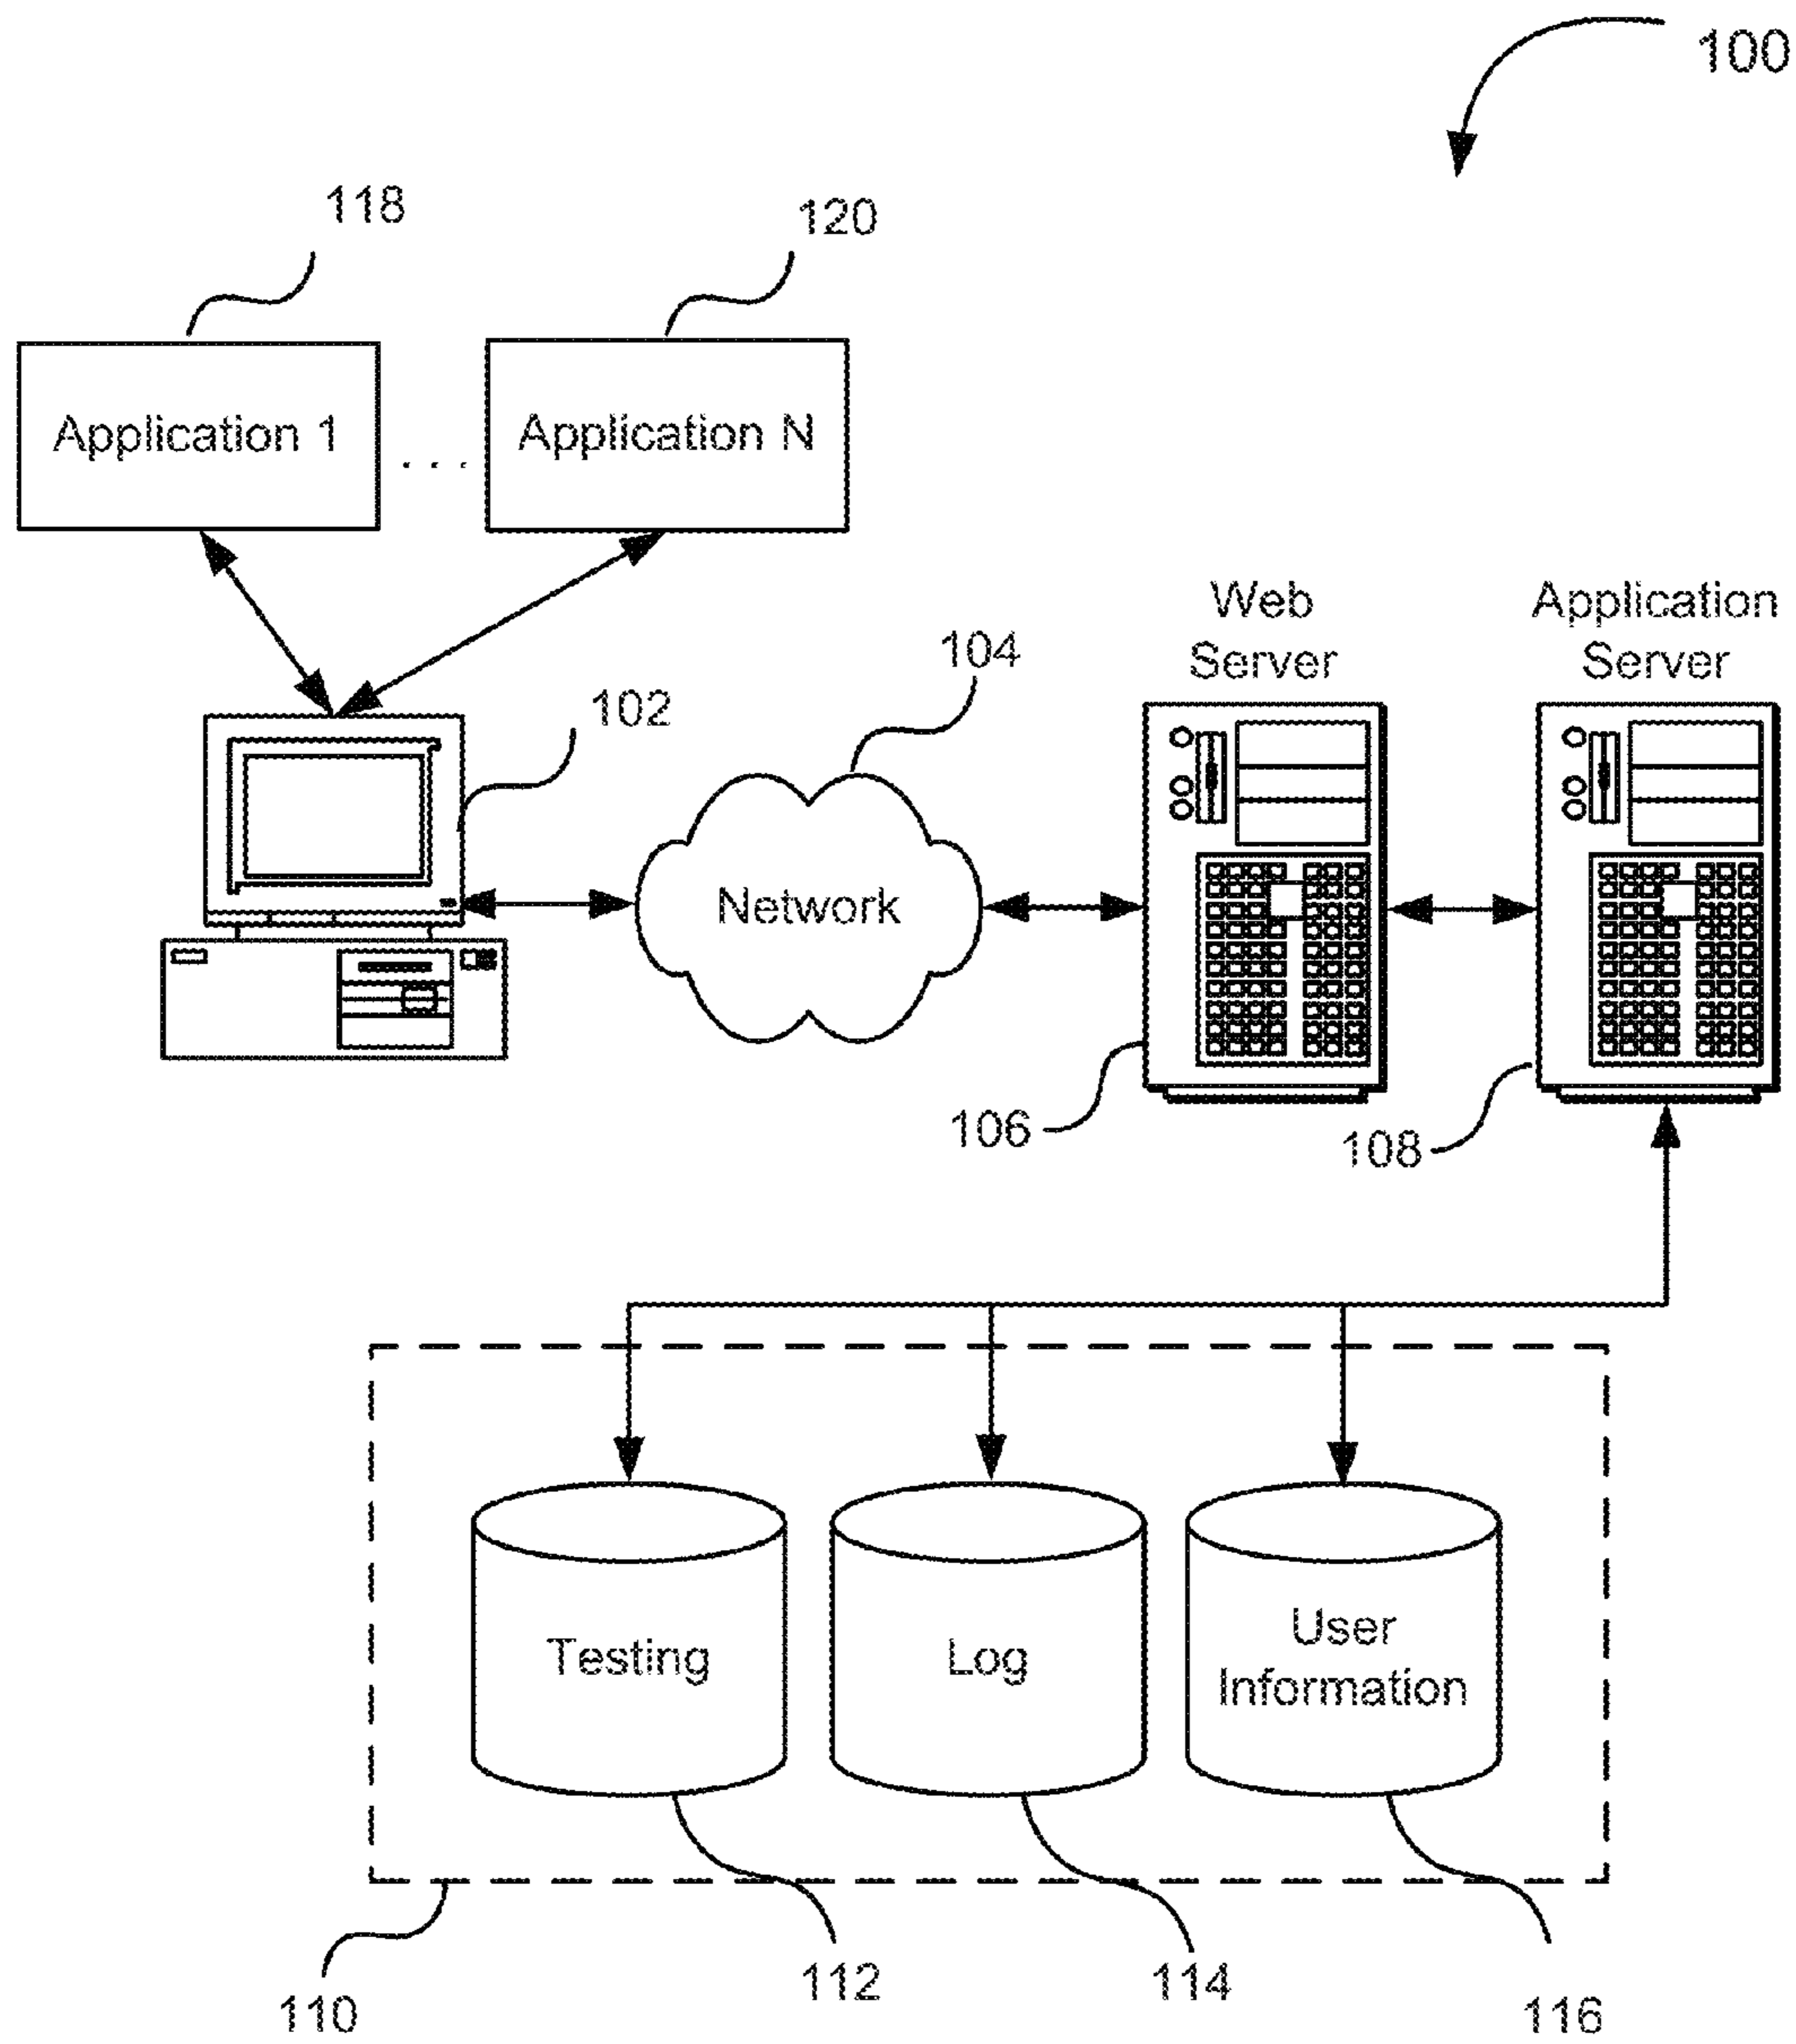 100
118
120
Application 1
. . .
Application N
Web
Server
Application
Server
104
102
Network
106
108
Testing
Log
User
Information
110
112
114
116